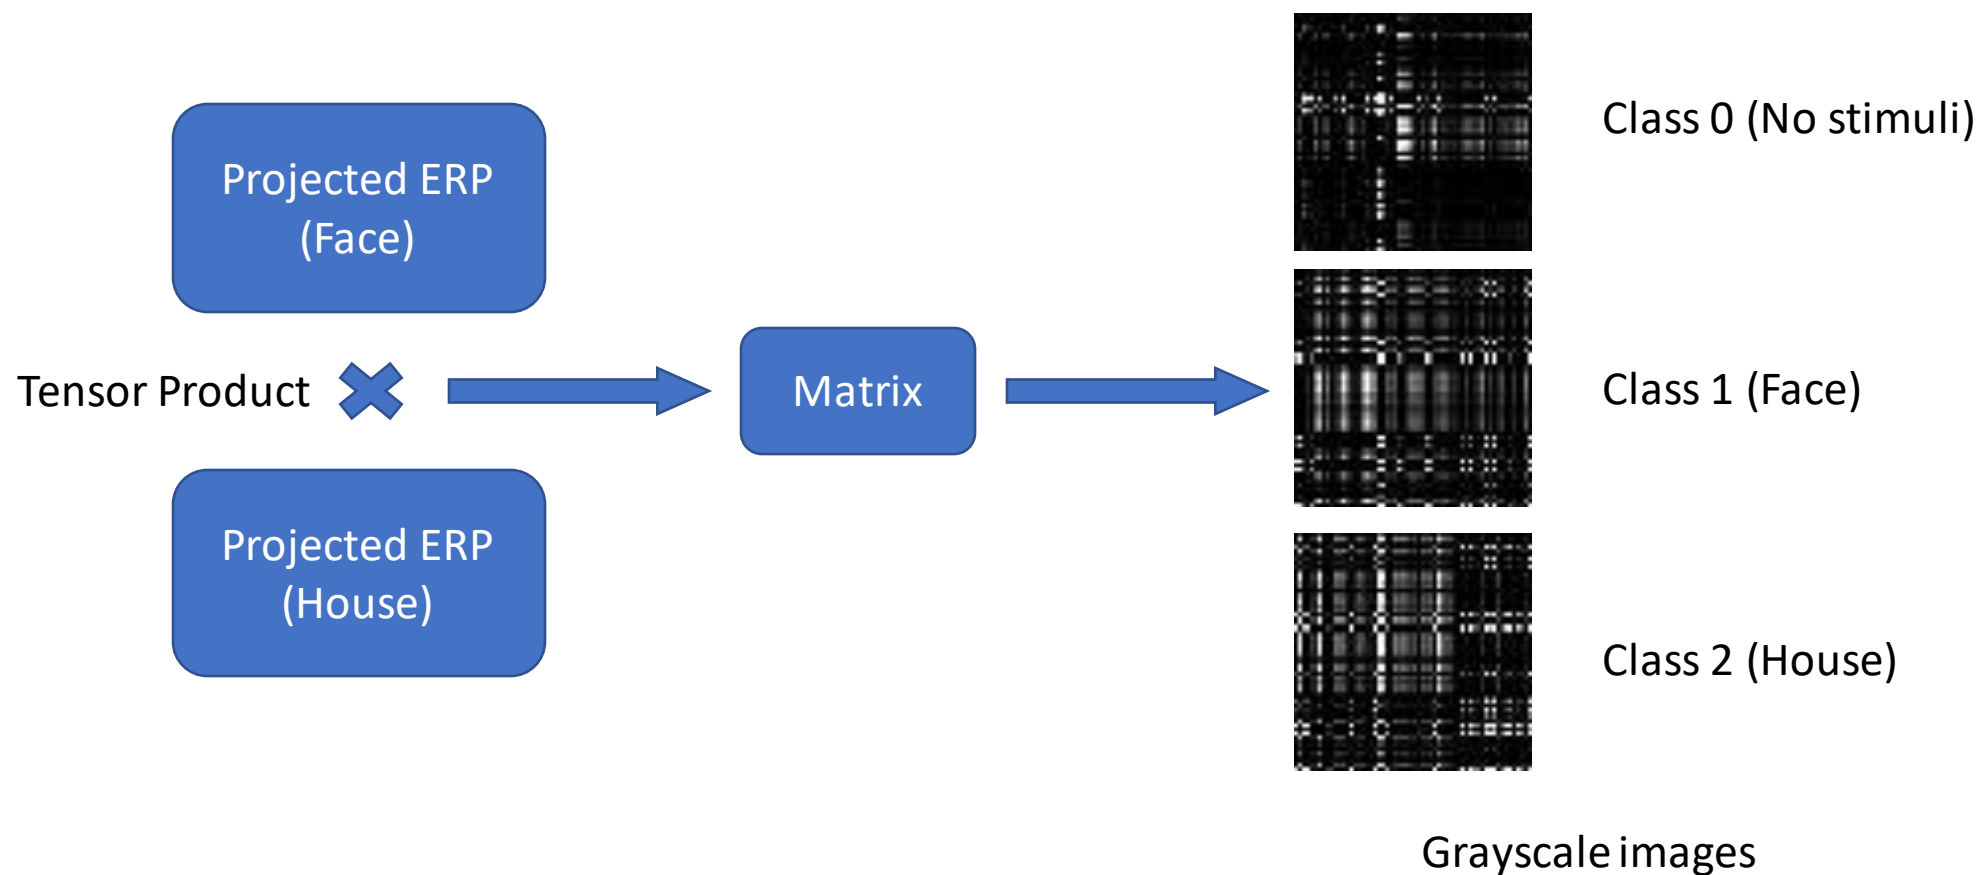 Projected ERP
(Face)
Tensor Product
Projected ERP
(House)
Matrix
Class 0 (No stimuli)
Class 1 (Face)
Class 2 (House)
Grayscale images